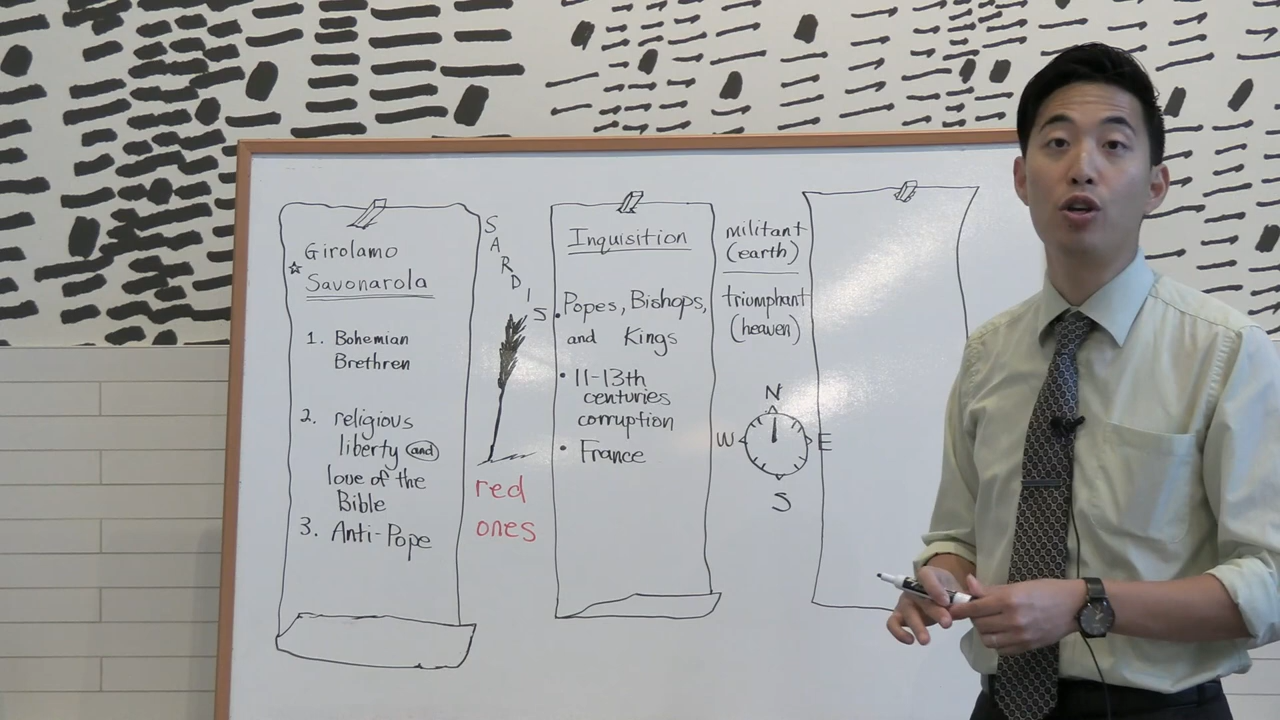 Girolamo
☆ Savonarola
1. Bohemian
Brethren
2. religious
liberty and
love of the
Bible
3. Anti-Pope
SARDIS
red
ones
Inquisition
• Popes, Bishops,
and Kings
• 11-13th
centuries
corruption
• France
militant
(earth)
triumphant
(heaven)
N
W E
S